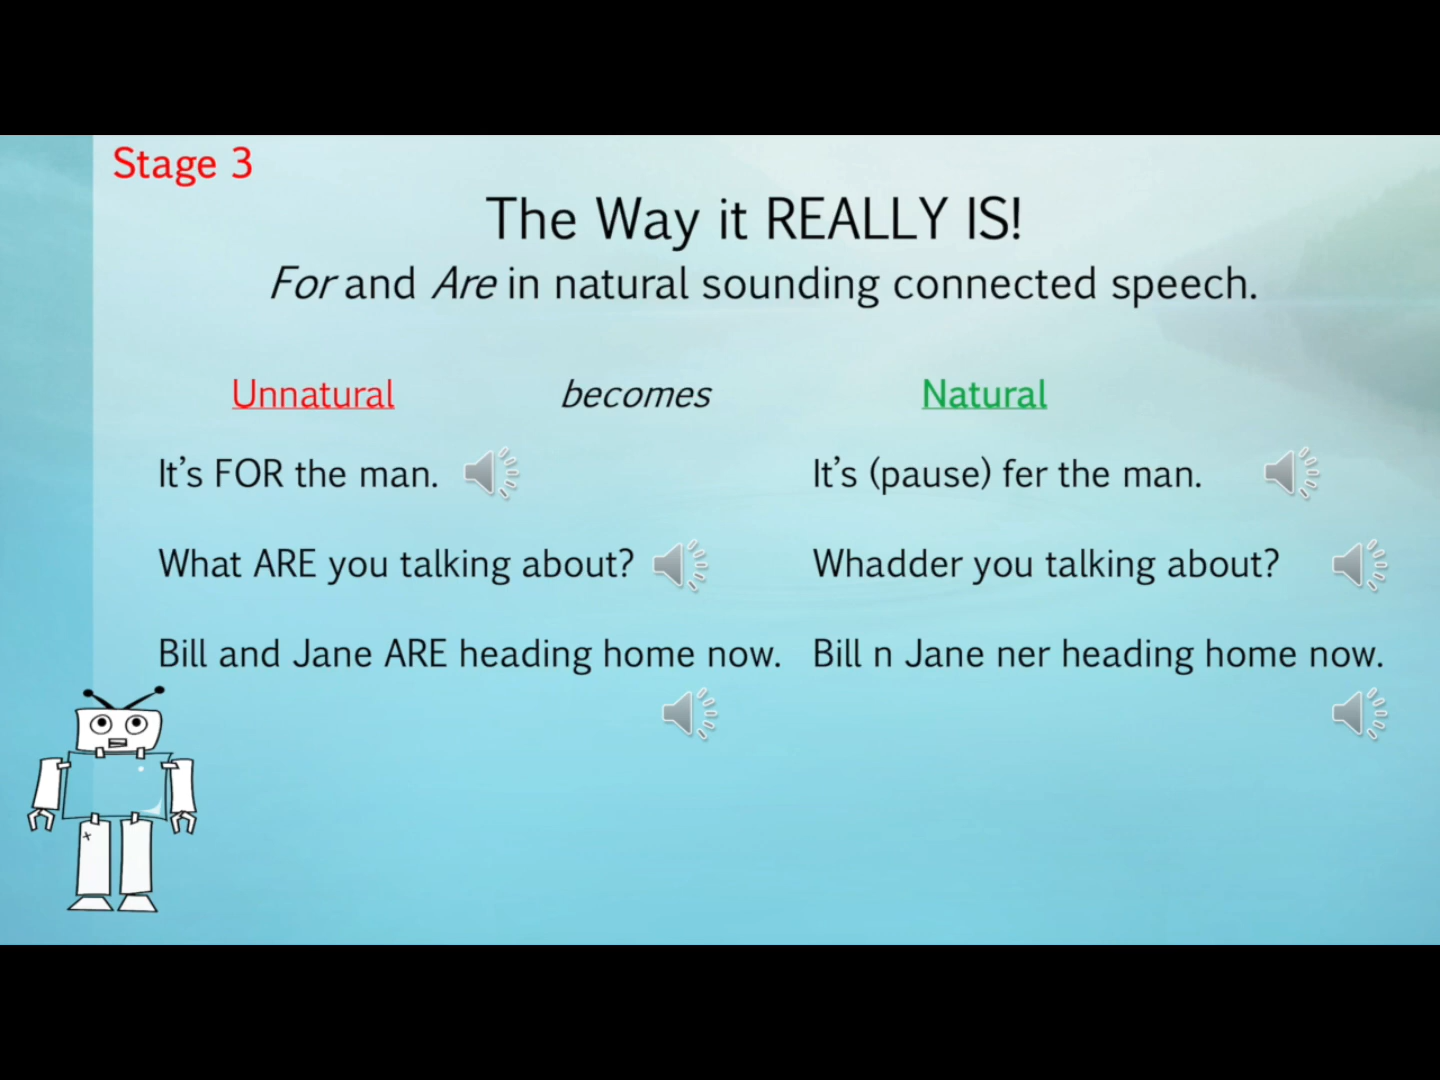 Stage 3
The Way it REALLY IS!
For and Are in natural sounding connected speech.
Unnatural becomes Natural
It’s FOR the man. It’s (pause) fer the man.
What ARE you talking about? Whadder you talking about?
Bill and Jane ARE heading home now. Bill n Jane ner heading home now.